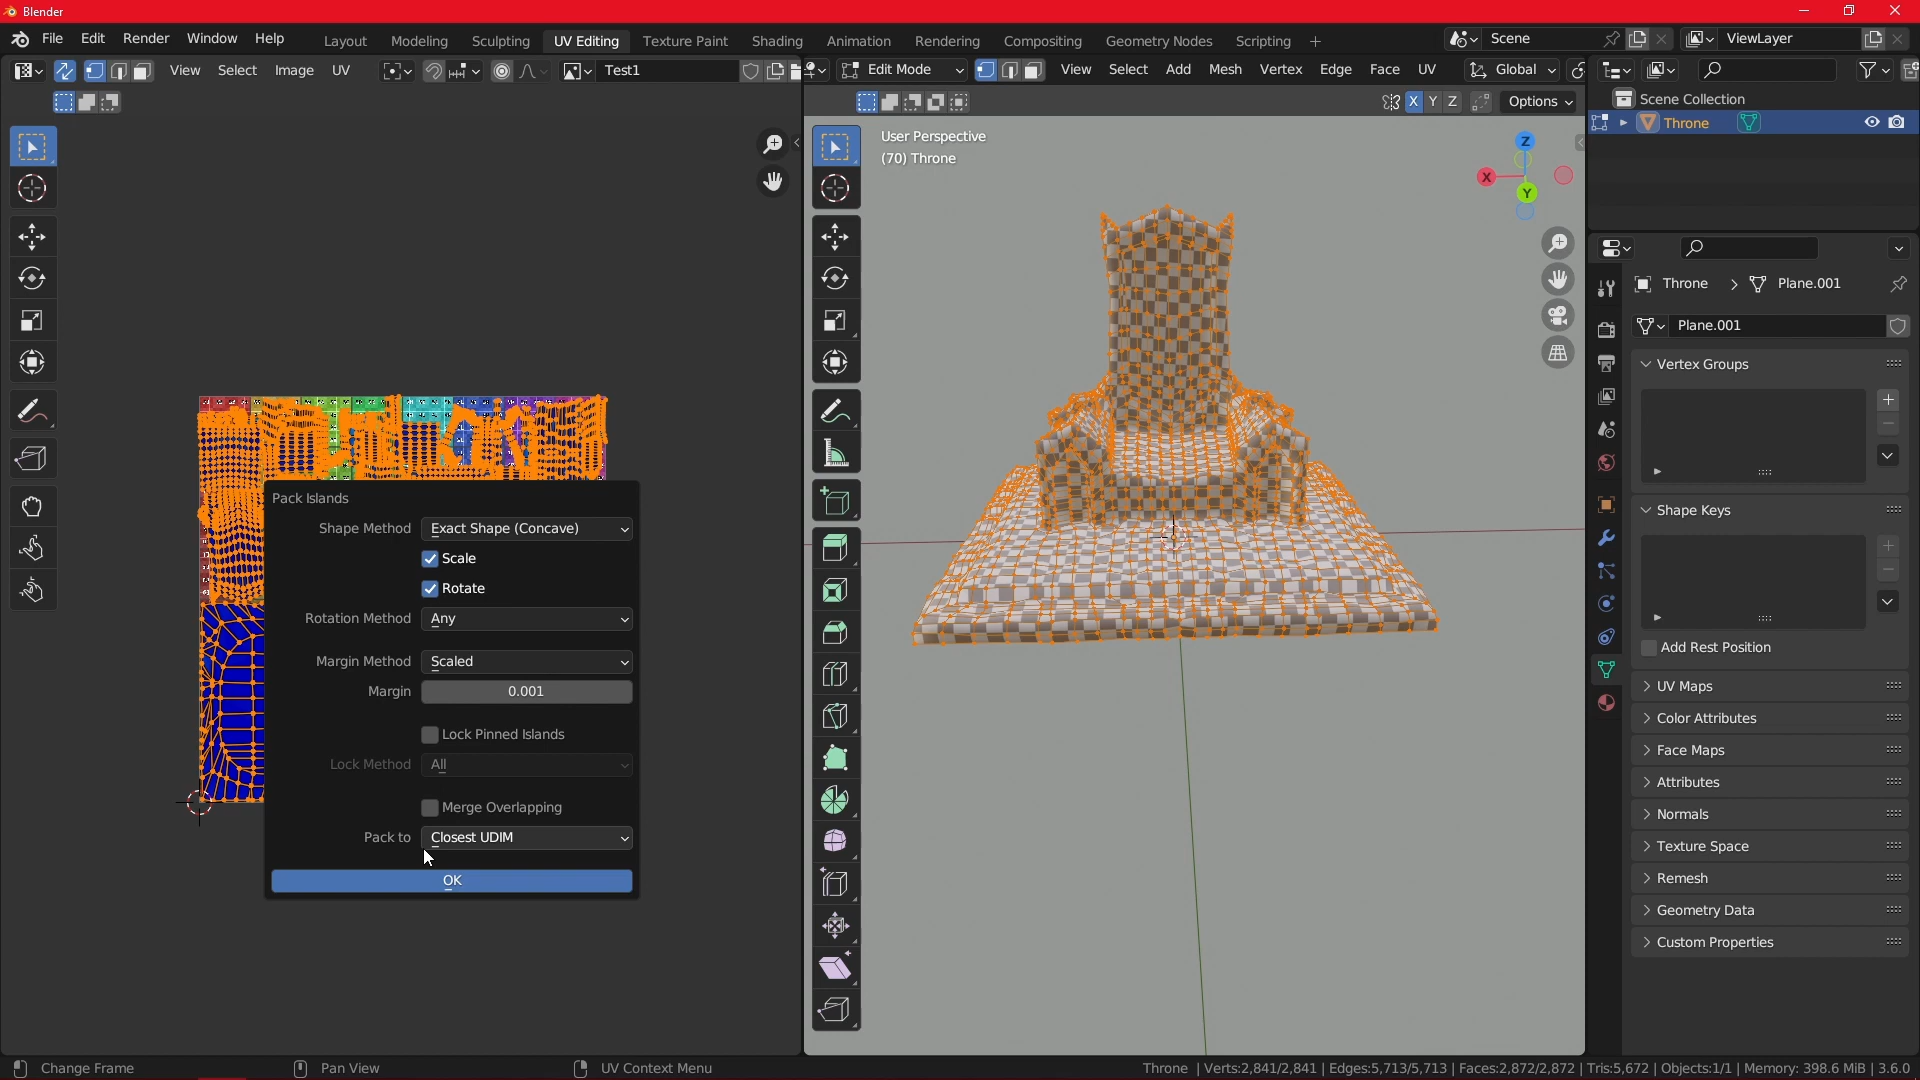 Blender
File Edit Render Window Help
Layout Modeling Sculpting UV Editing Texture Paint Shading Animation Rendering Compositing Geometry Nodes Scripting
Scene
ViewLayer
View Select Image UV
Test1
Edit Mode
View Select Add Mesh Vertex Edge Face UV
Global
X Y Z
Options
User Perspective
(70) Throne
Z
X
Y
Scene Collection
Throne
Throne > Plane.001
Plane.001
Vertex Groups
Shape Keys
Add Rest Position
UV Maps
Color Attributes
Face Maps
Attributes
Normals
Texture Space
Remesh
Geometry Data
Custom Properties
Pack Islands
Shape Method Exact Shape (Concave)
Scale
Rotate
Rotation Method Any
Margin Method Scaled
Margin 0.001
Lock Pinned Islands
Lock Method All
Merge Overlapping
Pack to Closest UDIM
OK
Change Frame
Pan View
UV Context Menu
Throne | Verts:2,841/2,841 | Edges:5,713/5,713 | Faces:2,872/2,872 | Tris:5,672 | Objects:1/1 | Memory: 398.6 MiB | 3.6.0